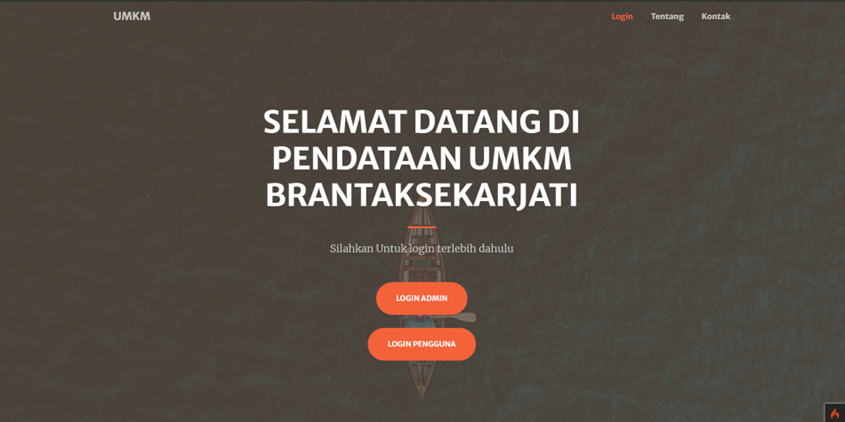 UMKM
Login Tentang Kontak
SELAMAT DATANG DI
PENDATAAN UMKM
BRANTAKSEKARJATI
Silahkan Untuk login terlebih dahulu
LOGIN ADMIN
LOGIN PENGGUNA